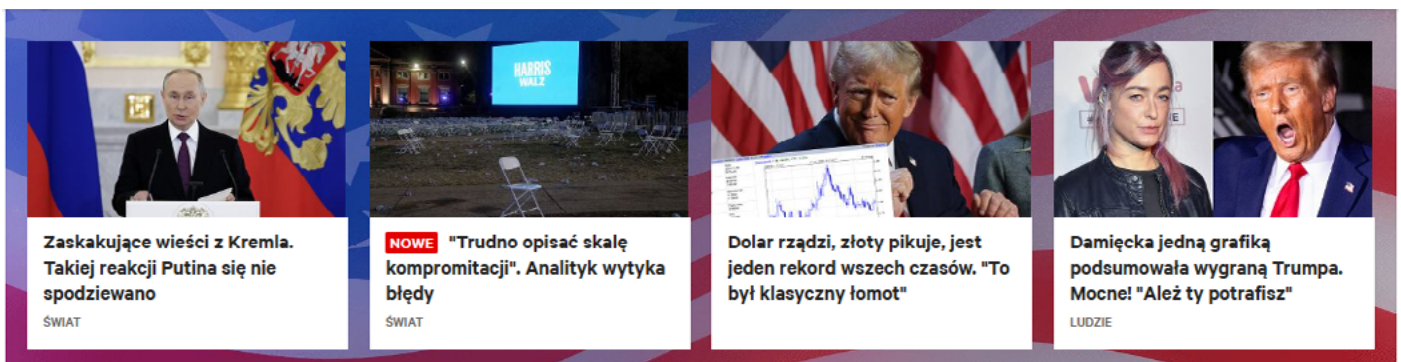 HARRIS
WALZ
Zaskakujące wieści z Kremla.
Takiej reakcji Putina się nie
spodziewano
ŚWIAT
NOWE "Trudno opisać skalę
kompromitacji". Analityk wytyka
błędy
ŚWIAT
Dolar rządzi, złoty pikuje, jest
jeden rekord wszech czasów. "To
był klasyczny łomot"
Damięcka jedną grafiką
podsumowała wygraną Trumpa.
Mocne! "Ależ ty potrafisz"
LUDZIE